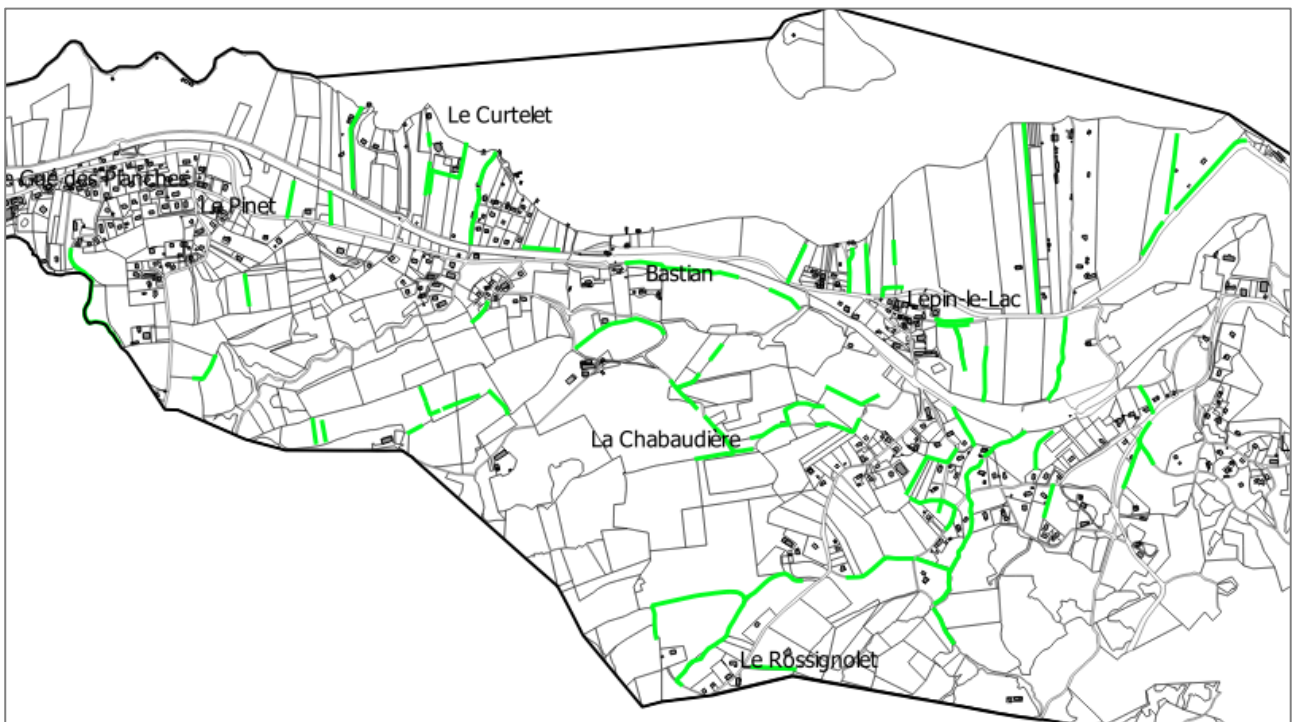 Le Curtelet
e Gué des Planches
Le Pinet
Bastian
Lépin-le-Lac
La Chabaudière
Le Rossignolet